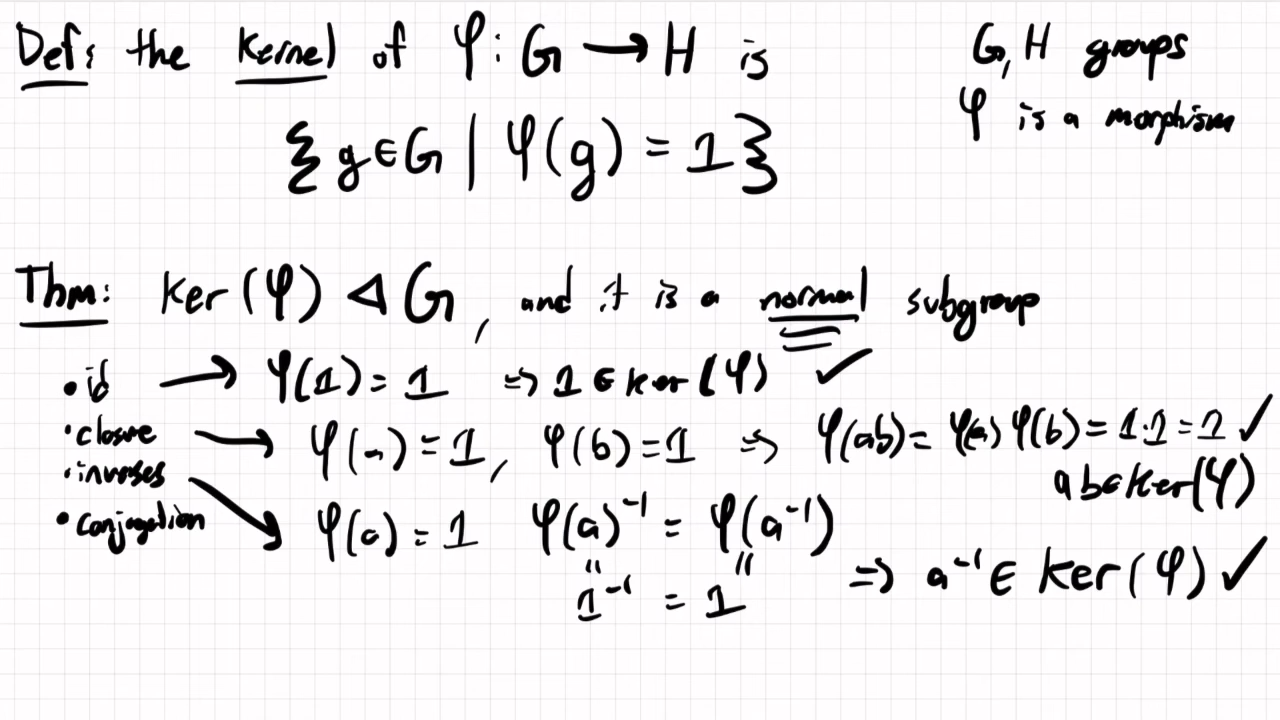 Def: the Kernel of φ: G → H is
G, H groups
φ is a morphism
{g ∈ G | φ(g) = 1}
Thm: Ker(φ) ⊲ G, and it is a normal subgroup
• id → φ(1) = 1 ⇒ 1 ∈ ker(φ) ✓
• closure → φ(a) = 1, φ(b) = 1 ⇒ φ(ab) = φ(a) φ(b) = 1·1 = 1 ✓
ab ∈ Ker(φ)
• inverses → φ(a) = 1 φ(a)⁻¹ = φ(a⁻¹)
• conjugation
" "
1⁻¹ = 1 ⇒ a⁻¹ ∈ Ker(φ) ✓